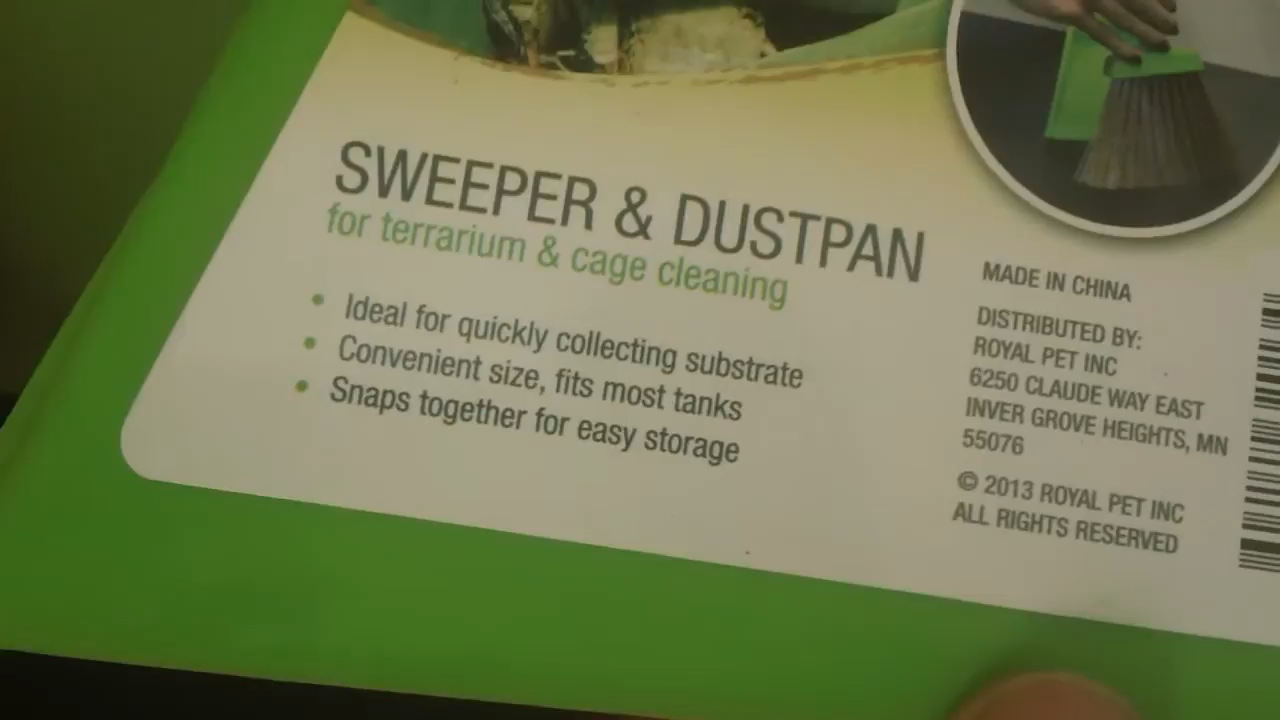 SWEEPER & DUSTPAN
for terrarium & cage cleaning
• Ideal for quickly collecting substrate
• Convenient size, fits most tanks
• Snaps together for easy storage
MADE IN CHINA
DISTRIBUTED BY:
ROYAL PET INC
6250 CLAUDE WAY EAST
INVER GROVE HEIGHTS, MN
55076
© 2013 ROYAL PET INC
ALL RIGHTS RESERVED